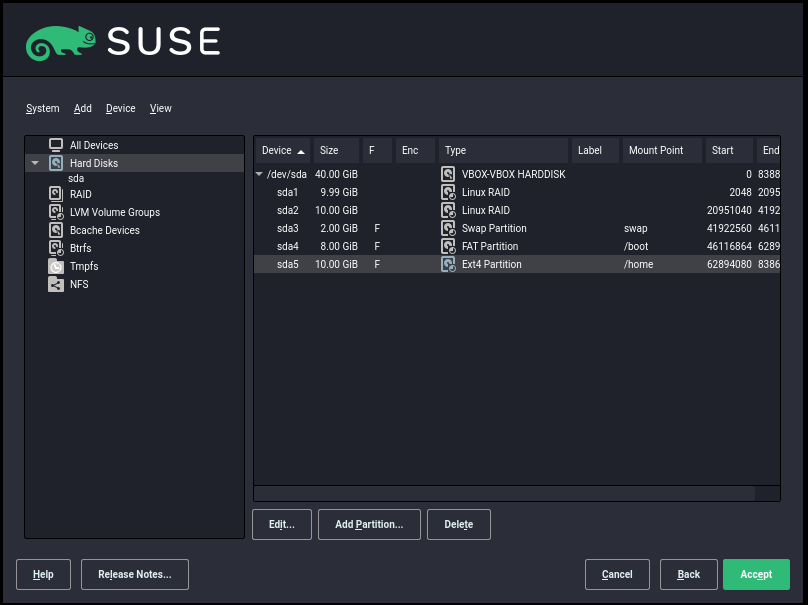 SUSE
System Add Device View
All Devices
Hard Disks
sda
RAID
LVM Volume Groups
Bcache Devices
Btrfs
Tmpfs
NFS
Device Size F Enc Type Label Mount Point Start End
/dev/sda 40.00 GiB VBOX-VBOX HARDDISK 0 8388
sda1 9.99 GiB Linux RAID 2048 2095
sda2 10.00 GiB Linux RAID 20951040 4192
sda3 2.00 GiB F Swap Partition swap 41922560 4611
sda4 8.00 GiB F FAT Partition /boot 46116864 6289
sda5 10.00 GiB F Ext4 Partition /home 62894080 8386
Edit... Add Partition... Delete
Help Release Notes... Cancel Back Accept